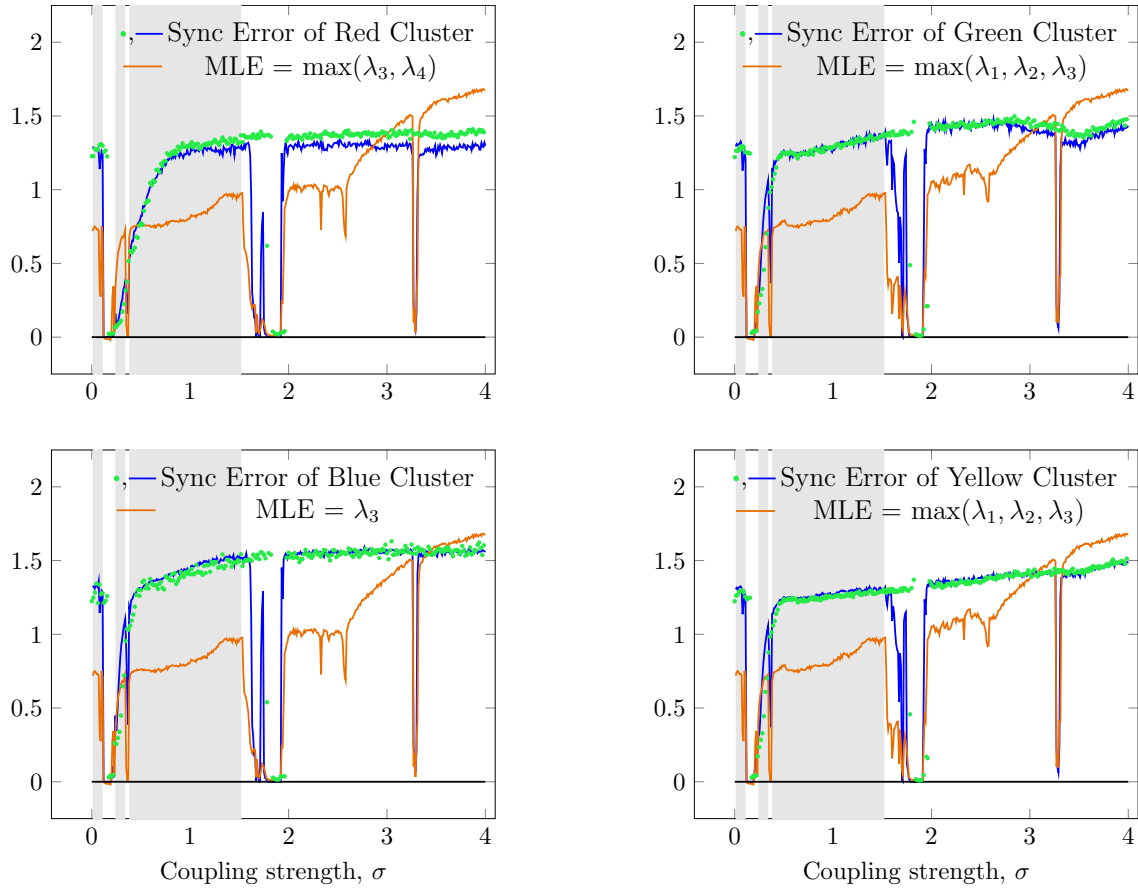 , Sync Error of Red Cluster
MLE = max(λ₃, λ₄)
2
1.5
1
0.5
0
0 1 2 3 4
, Sync Error of Green Cluster
MLE = max(λ₁, λ₂, λ₃)
2
1.5
1
0.5
0
0 1 2 3 4
, Sync Error of Blue Cluster
MLE = λ₃
2
1.5
1
0.5
0
0 1 2 3 4
Coupling strength, σ
, Sync Error of Yellow Cluster
MLE = max(λ₁, λ₂, λ₃)
2
1.5
1
0.5
0
0 1 2 3 4
Coupling strength, σ